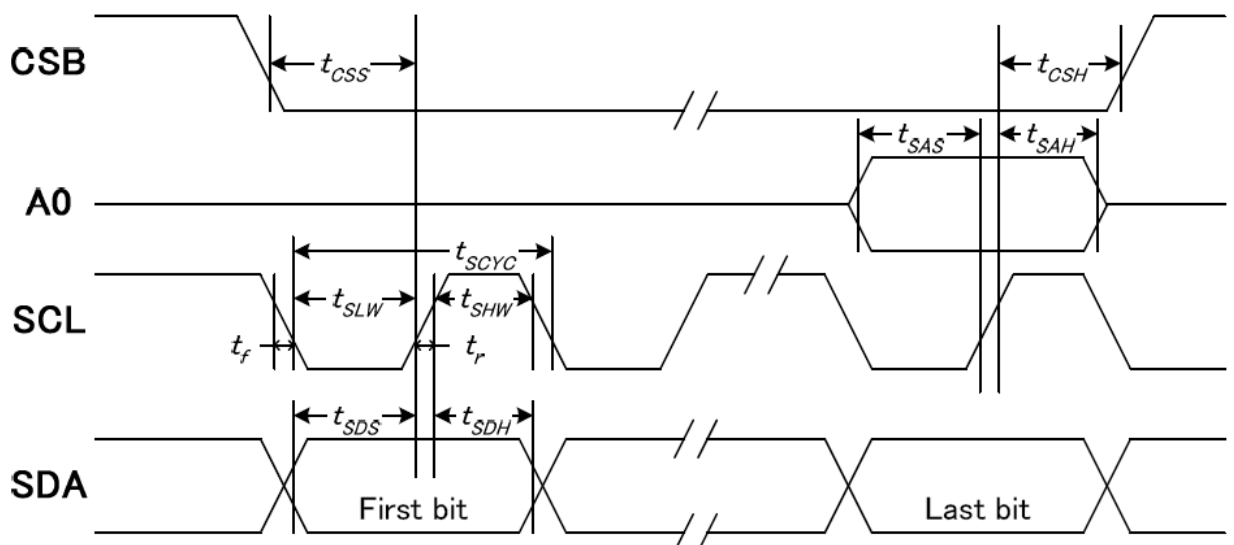 CSB
tCSS
tCSH
A0
tSAS
tSAH
SCL
tSCYC
tSLW
tSHW
tf
tr
SDA
tSDS
tSDH
First bit
Last bit